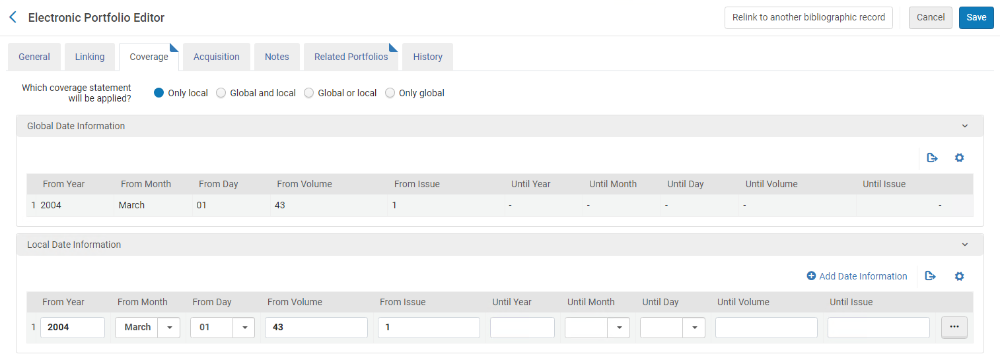 Electronic Portfolio Editor
Relink to another bibliographic record
Cancel
Save
General Linking Coverage Acquisition Notes Related Portfolios History
Which coverage statement
will be applied?
Only local Global and local Global or local Only global
Global Date Information
From Year From Month From Day From Volume From Issue Until Year Until Month Until Day Until Volume Until Issue
1 2004 March 01 43 1 - - - - -
Local Date Information
Add Date Information
From Year From Month From Day From Volume From Issue Until Year Until Month Until Day Until Volume Until Issue
1 2004 March 01 43 1